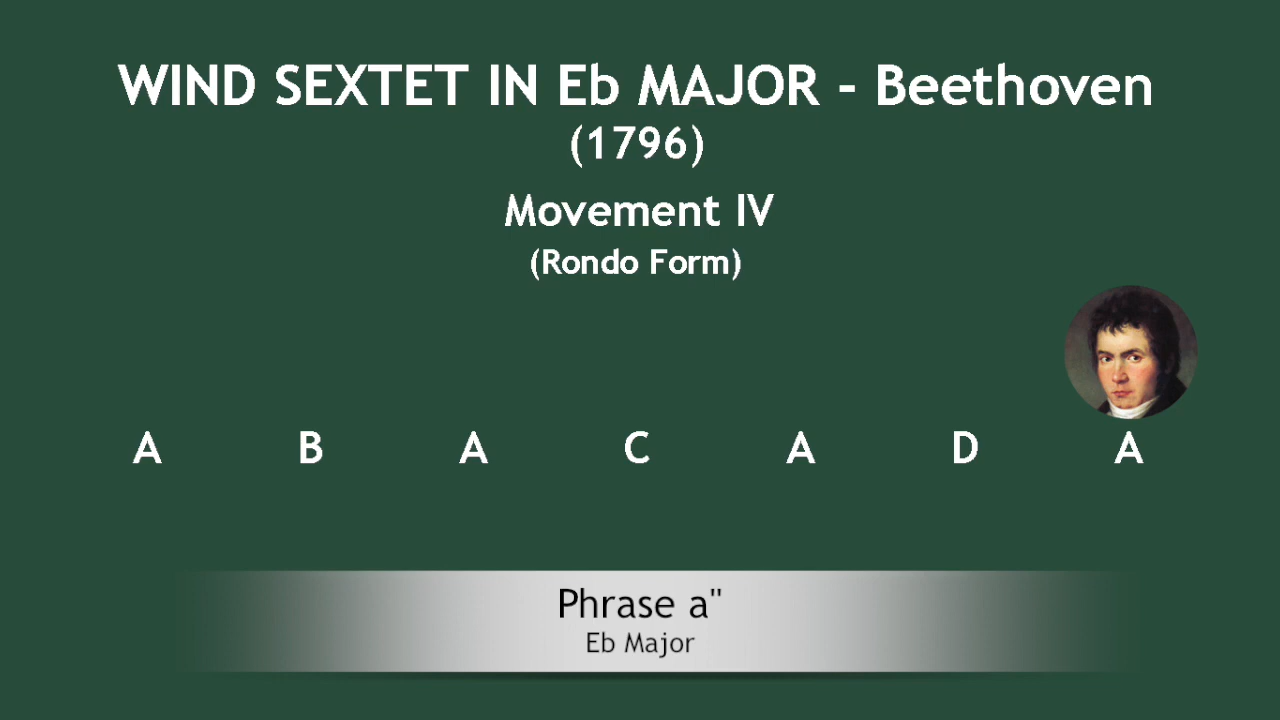 WIND SEXTET IN Eb MAJOR - Beethoven
(1796)
Movement IV
(Rondo Form)
A B A C A D A
Phrase a"
Eb Major